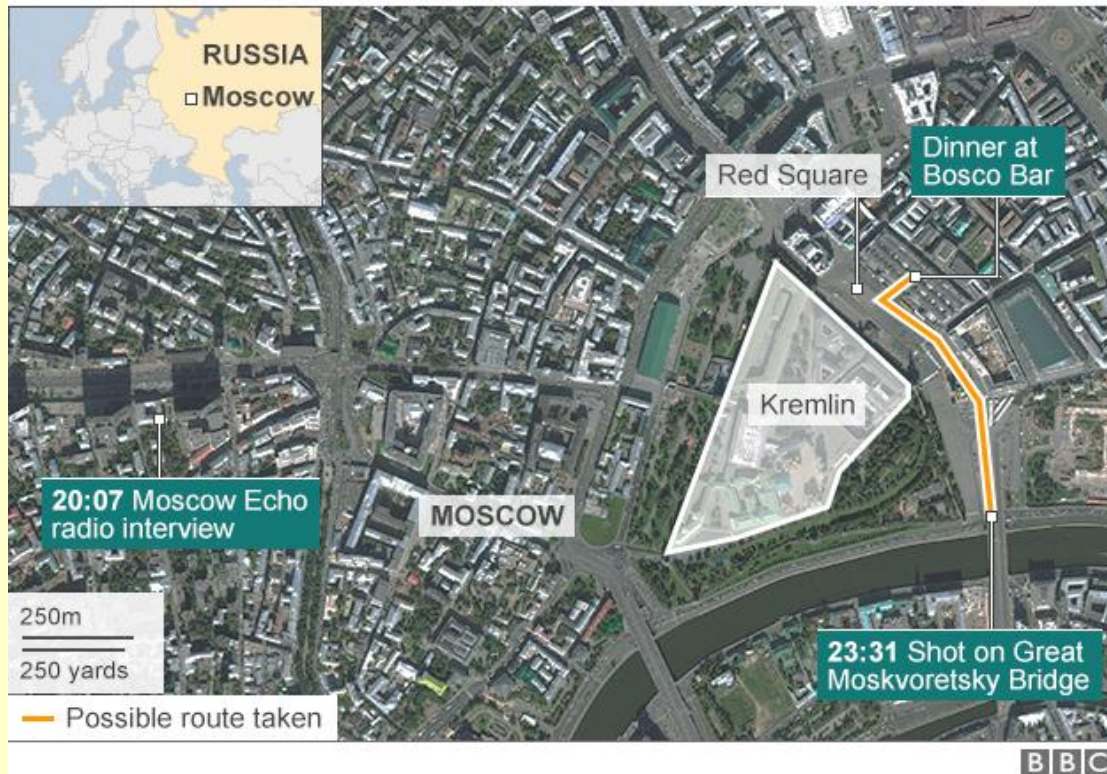 RUSSIA
Moscow
Red Square
Dinner at
Bosco Bar
Kremlin
20:07 Moscow Echo
radio interview
MOSCOW
250m
250 yards
Possible route taken
23:31 Shot on Great
Moskvoretsky Bridge
BBC